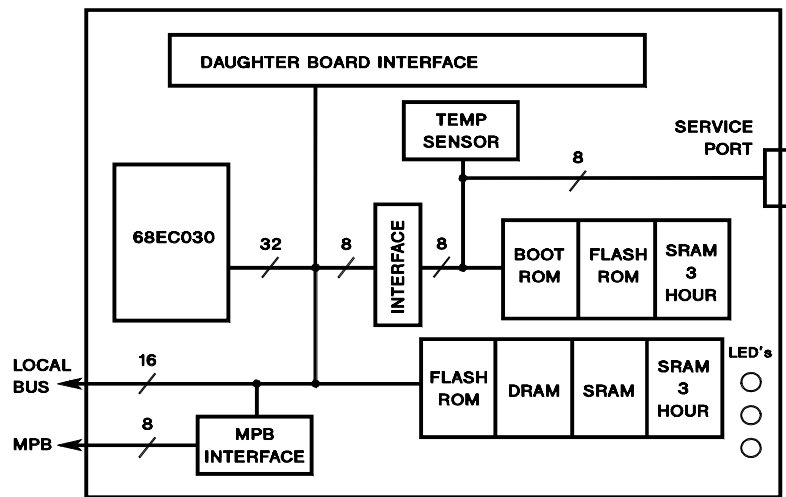 DAUGHTER BOARD INTERFACE
TEMP
SENSOR
SERVICE
PORT
8
68EC030
32
8
INTERFACE
8
BOOT
ROM
FLASH
ROM
SRAM
3
HOUR
LOCAL
BUS
16
FLASH
ROM
DRAM
SRAM
SRAM
3
HOUR
LED's
MPB
8
MPB
INTERFACE